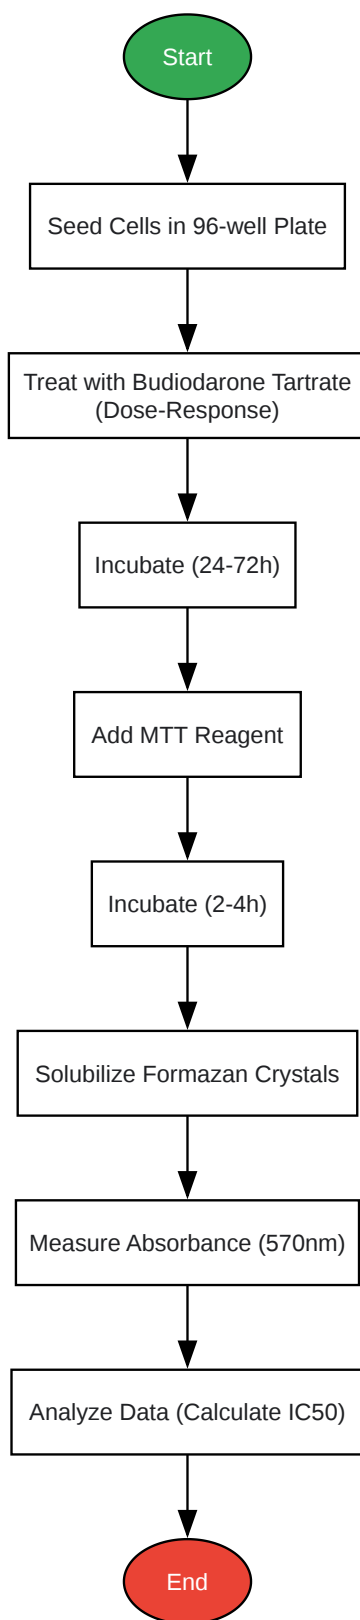 Start
Seed Cells in 96-well Plate
Treat with Budiodarone Tartrate
(Dose-Response)
Incubate (24-72h)
Add MTT Reagent
Incubate (2-4h)
Solubilize Formazan Crystals
Measure Absorbance (570nm)
Analyze Data (Calculate IC50)
End